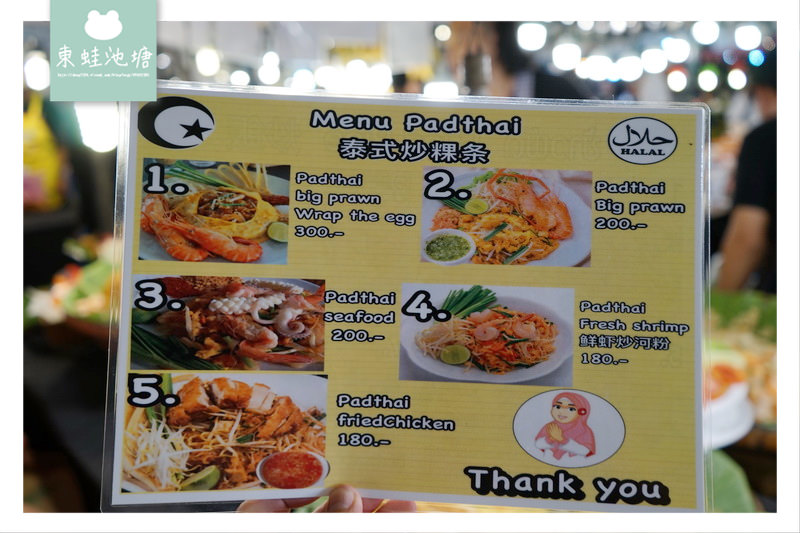 東蛙池塘
Menu Padthai
泰式炒粿条
حلال
HALAL
1.
Padthai
big prawn
Wrap the egg
300.-
2.
Padthai
Big prawn
200.-
3.
Padthai
seafood
200.-
4.
Padthai
Fresh shrimp
鲜虾炒河粉
180.-
5.
Padthai
friedChicken
180.-
Thank you